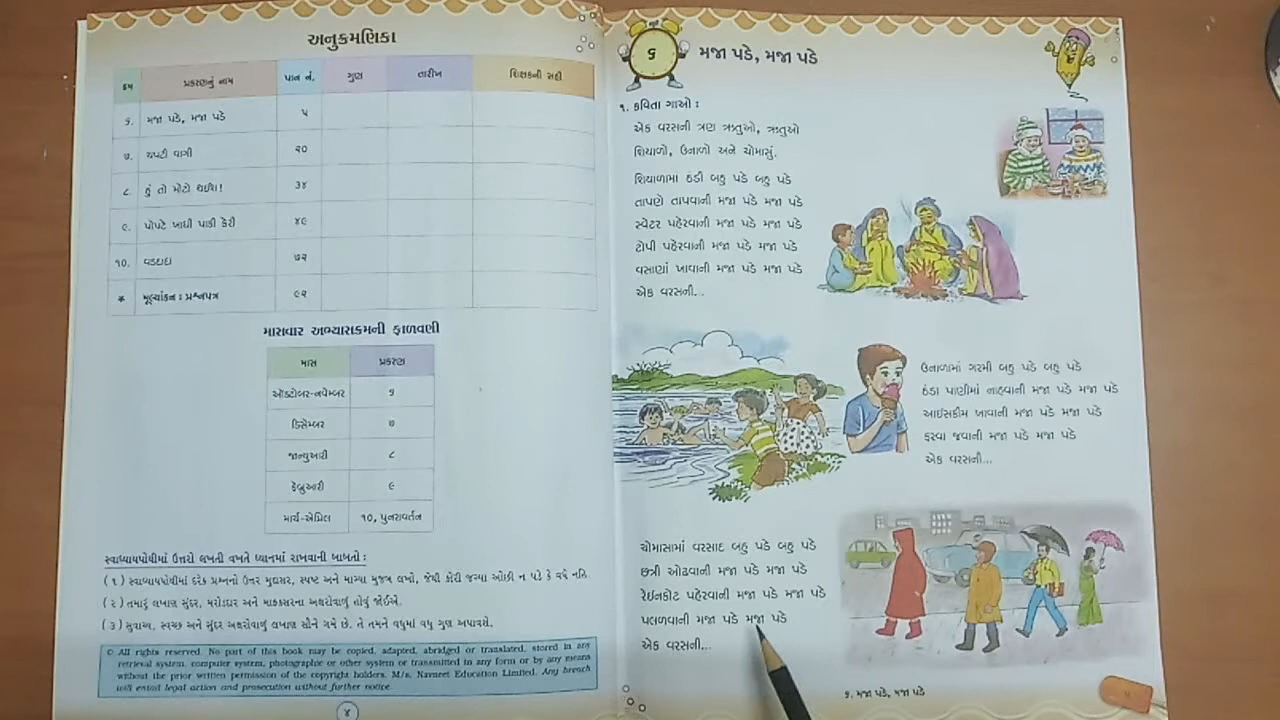 અનુક્રમણિકા
ક્રમ પ્રકરણનું નામ પાન નં. ગુણ તારીખ શિક્ષકની સહી
૬. મજા પડે, મજા પડે ૫
૭. ચપટી વાગી ૨૦
૮ હું તો મોટો થઈશ! ૩૪
૯. પોપટે ખાધી પાકી કેરી ૪૯
૧૦. વડદાદા ૭૨
* મૂલ્યાંકન : પ્રશ્નપત્ર ૯૨
માસવાર અભ્યાસક્રમની ફાળવણી
માસ પ્રકરણ
ઑક્ટોબર-નવેમ્બર ૬
ડિસેમ્બર ૭
જાન્યુઆરી ૮
ફેબ્રુઆરી ૯
માર્ચ-એપ્રિલ ૧૦, પુનરાવર્તન
સ્વાધ્યાયપોથીમાં ઉત્તરો લખતી વખતે ધ્યાનમાં રાખવાની બાબતો :
(૧) સ્વાધ્યાયપોથીમાં દરેક પ્રશ્નનો ઉત્તર મુદ્દાસર, સ્પષ્ટ અને માગ્યા મુજબ લખો, જેથી કોરી જગ્યા ઓછી ન પડે કે વધે નહિ.
(૨) તમારું લખાણ સુંદર, મરોડદાર અને માફકસરના અક્ષરોવાળું હોવું જોઈએ.
(૩) સુવાચ્ય, સ્વચ્છ અને સુંદર અક્ષરોવાળું લખાણ સૌને ગમે છે. તે તમને વધુમાં વધુ ગુણ અપાવશે.
© All rights reserved. No part of this book may be copied, adapted, abridged or translated, stored in any
retrieval system, computer system, photographic or other system or transmitted in any form or by any means
without the prior written permission of the copyright holders, M/s. Navneet Education Limited. Any breach
will entail legal action and prosecution without further notice.
૪
૬ મજા પડે, મજા પડે
૧. કવિતા ગાઓ :
એક વરસની ત્રણ ઋતુઓ, ઋતુઓ
શિયાળો, ઉનાળો અને ચોમાસું.
શિયાળામા ઠંડી બહુ પડે બહુ પડે
તાપણે તાપવાની મજા પડે મજા પડે
સ્વેટર પહેરવાની મજા પડે મજા પડે
ટોપી પહેરવાની મજા પડે મજા પડે
વસાણાં ખાવાની મજા પડે મજા પડે
એક વરસની...
ઉનાળામાં ગરમી બહુ પડે બહુ પડે
ઠંડા પાણીમાં નાહવાની મજા પડે મજા પડે
આઇસક્રીમ ખાવાની મજા પડે મજા પડે
ફરવા જવાની મજા પડે મજા પડે
એક વરસની...
ચોમાસામાં વરસાદ બહુ પડે બહુ પડે
છત્રી ઓઢવાની મજા પડે મજા પડે
રેઇનકોટ પહેરવાની મજા પડે મજા પડે
પલળવાની મજા પડે મજા પડે
એક વરસની...
૬. મજા પડે, મજા પડે
૫